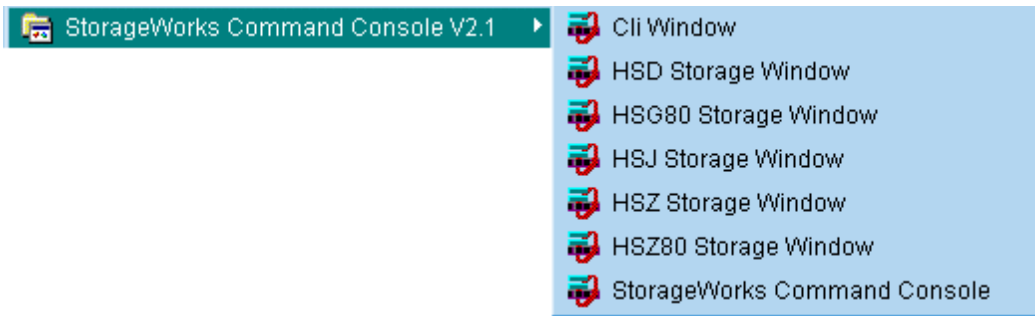 StorageWorks Command Console V2.1
Cli Window
HSD Storage Window
HSG80 Storage Window
HSJ Storage Window
HSZ Storage Window
HSZ80 Storage Window
StorageWorks Command Console